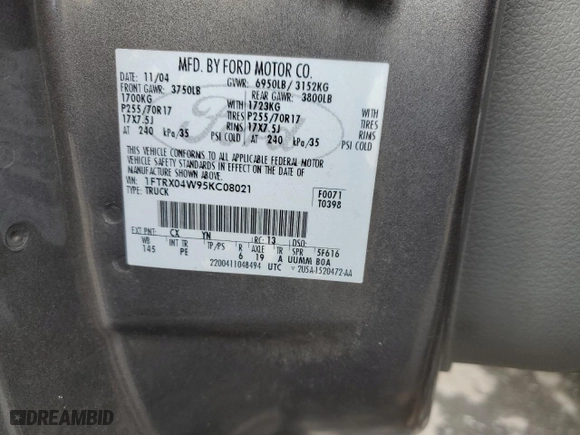 MFD. BY FORD MOTOR CO.
DATE: 11/04 GVWR: 6950LB/ 3152KG
FRONT GAWR: 3750LB REAR GAWR: 3800LB
1700KG WITH 1723KG WITH
P255/70R17 TIRES P255/70R17 TIRES
17X7.5J RIMS 17X7.5J RIMS
AT 240 kPa/35 PSI COLD AT 240 kPa/35 PSI COLD
THIS VEHICLE CONFORMS TO ALL APPLICABLE FEDERAL MOTOR
VEHICLE SAFETY STANDARDS IN EFFECT ON THE DATE OF
MANUFACTURE SHOWN ABOVE.
VIN: 1FTRX04W95KC08021
TYPE: TRUCK
F0071
T0398
EXT PNT: CX YN RC: 13 DSO:
WB INT TR TP/PS R AXLE TR SPR 5F616
145 PE 6 19 A UUMM BOA
2200411048494 UTC 2U5A-1520472-AA
Ford
DREAMBID